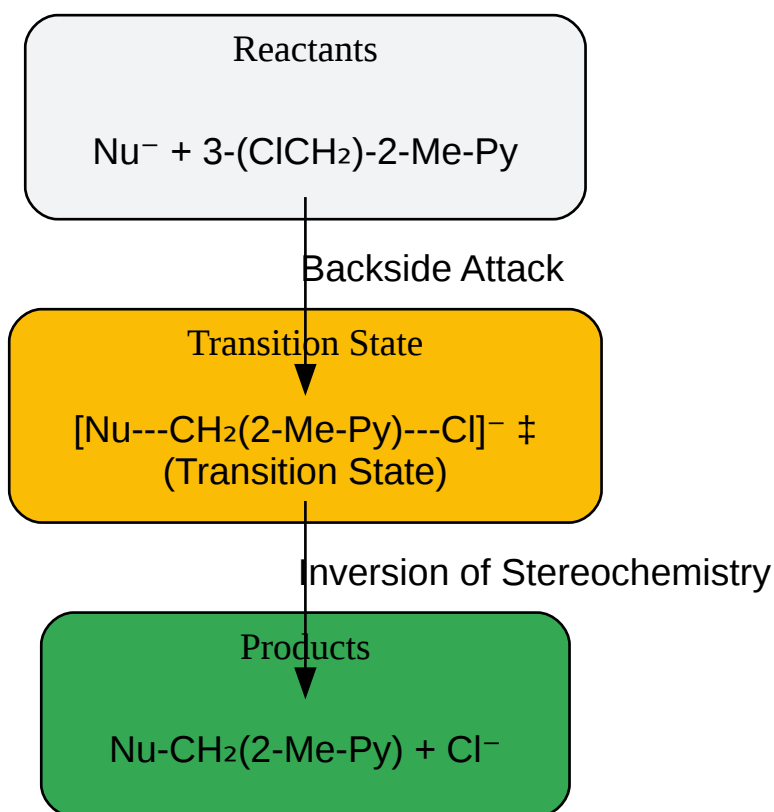 Reactants
Nu⁻ + 3-(ClCH₂)-2-Me-Py
Backside Attack
Transition State
[Nu---CH₂(2-Me-Py)---Cl]⁻ ‡
(Transition State)
Inversion of Stereochemistry
Products
Nu-CH₂(2-Me-Py) + Cl⁻